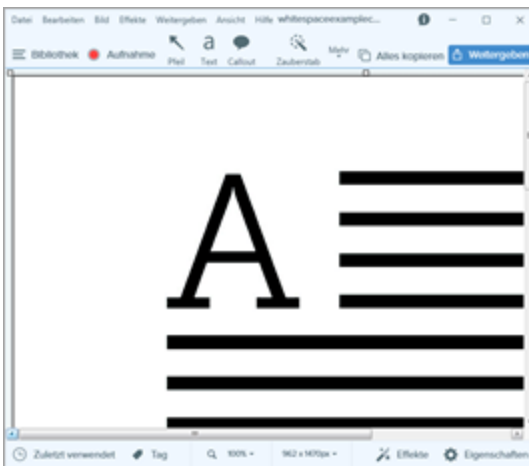 Datei Bearbeiten Bild Effekte Weitergeben Ansicht Hilfe whitespaceexamplec...
Bibliothek Aufnahme Pfeil Text Callout Zauberstab Mehr Alles kopieren Weitergeben
A
Zuletzt verwendet Tag 100% 962 x 1470px Effekte Eigenschaften